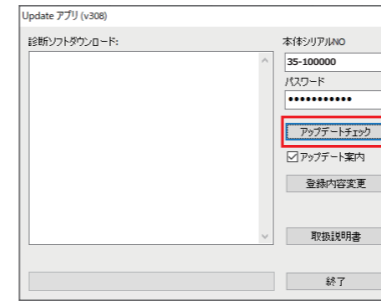 Update アプリ (v308)
診断ソフトダウンロード:
本体シリアルNO
35-100000
パスワード
●●●●●●●●●●●
アップデートチェック
アップデート案内
登録内容変更
取扱説明書
終了